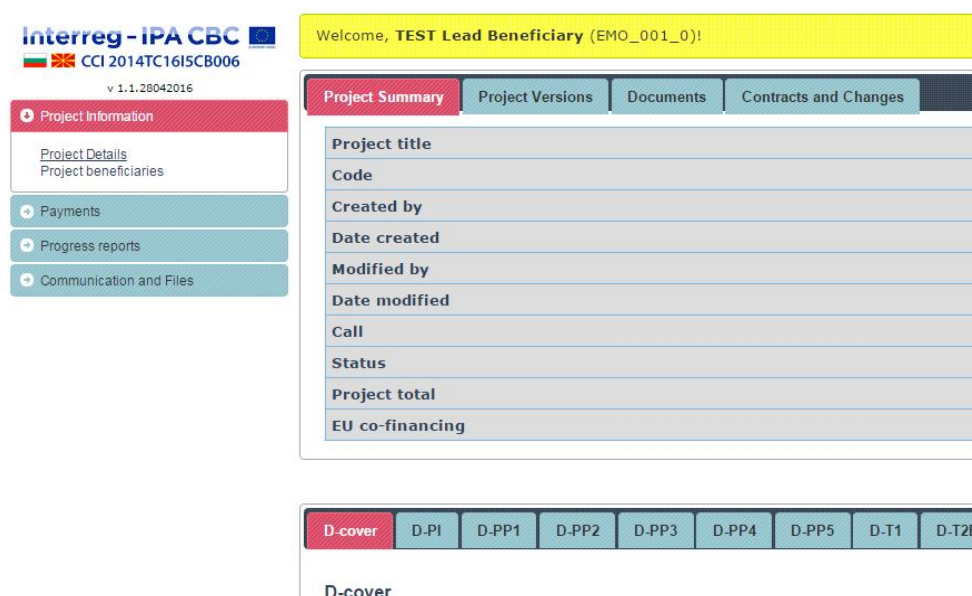 Interreg - IPA CBC
CCI 2014TC16I5CB006
v 1.1.28042016
Project Information
Project Details
Project beneficiaries
Payments
Progress reports
Communication and Files
Welcome, TEST Lead Beneficiary (EMO_001_0)!
Project Summary Project Versions Documents Contracts and Changes
Project title
Code
Created by
Date created
Modified by
Date modified
Call
Status
Project total
EU co-financing
D-cover D-PI D-PP1 D-PP2 D-PP3 D-PP4 D-PP5 D-T1
D-cover